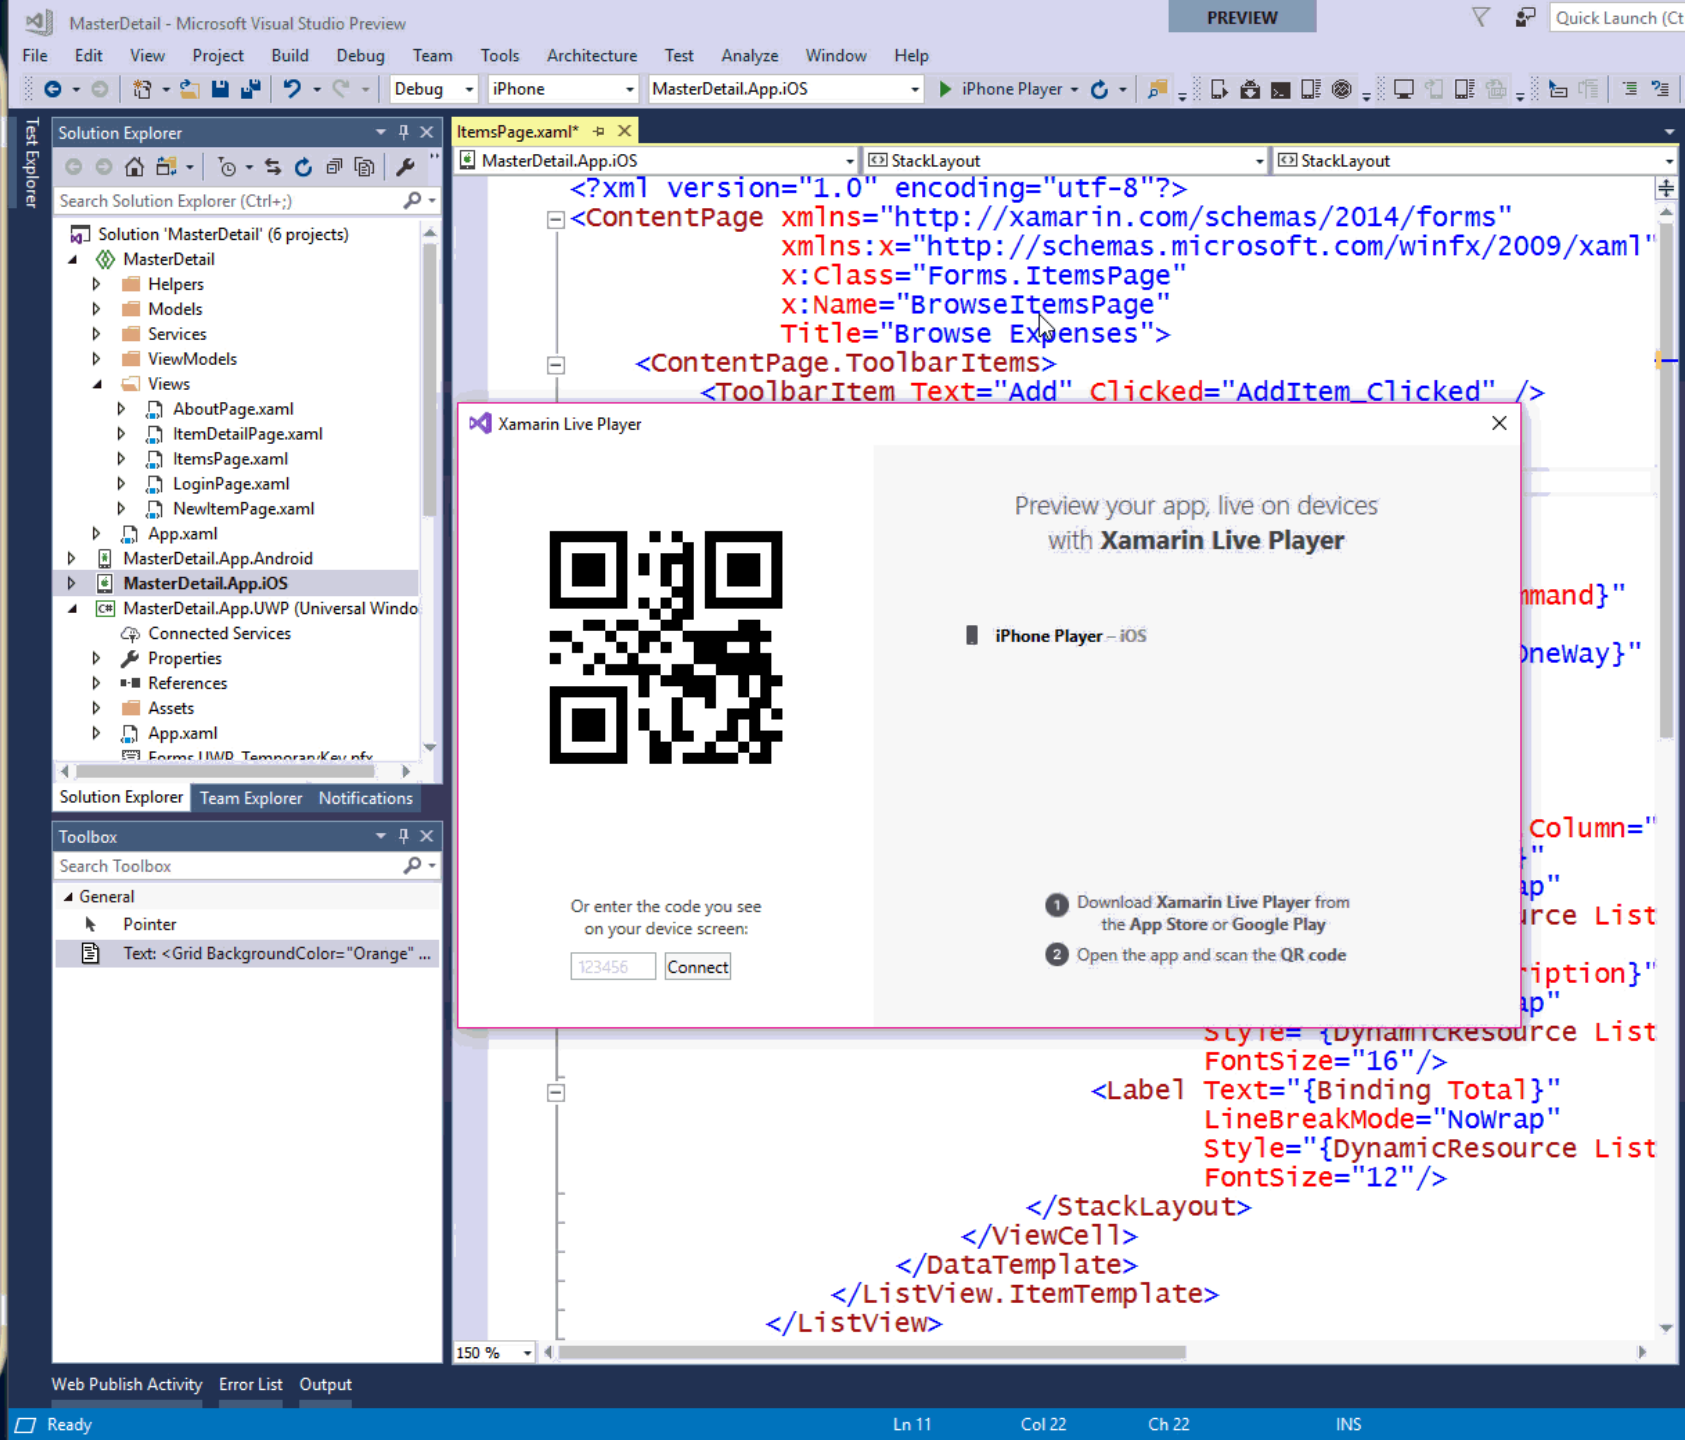 MasterDetail - Microsoft Visual Studio Preview
PREVIEW
Quick Launch (Ct
File Edit View Project Build Debug Team Tools Architecture Test Analyze Window Help
Debug iPhone MasterDetail.App.iOS iPhone Player
Test Explorer
Solution Explorer
Search Solution Explorer (Ctrl+;)
Solution 'MasterDetail' (6 projects)
MasterDetail
Helpers
Models
Services
ViewModels
Views
AboutPage.xaml
ItemDetailPage.xaml
ItemsPage.xaml
LoginPage.xaml
NewItemPage.xaml
App.xaml
MasterDetail.App.Android
MasterDetail.App.iOS
MasterDetail.App.UWP (Universal Windo
Connected Services
Properties
References
Assets
App.xaml
Forms.UWP_TemporaryKey.pfx
Solution Explorer Team Explorer Notifications
Toolbox
Search Toolbox
General
Pointer
Text: <Grid BackgroundColor="Orange" ...
ItemsPage.xaml*
MasterDetail.App.iOS StackLayout StackLayout
<?xml version="1.0" encoding="utf-8"?>
<ContentPage xmlns="http://xamarin.com/schemas/2014/forms"
xmlns:x="http://schemas.microsoft.com/winfx/2009/xaml"
x:Class="Forms.ItemsPage"
x:Name="BrowseItemsPage"
Title="Browse Expenses">
<ContentPage.ToolbarItems>
<ToolbarItem Text="Add" Clicked="AddItem_Clicked" />
Xamarin Live Player
Preview your app, live on devices
with Xamarin Live Player
iPhone Player – iOS
Or enter the code you see
on your device screen:
123456 Connect
1 Download Xamarin Live Player from
the App Store or Google Play
2 Open the app and scan the QR code
mmand}"
OneWay}"
.Column="
}"
ap"
urce List
iption}"
ap"
Style="{DynamicResource List
FontSize="16"/>
<Label Text="{Binding Total}"
LineBreakMode="NoWrap"
Style="{DynamicResource List
FontSize="12"/>
</StackLayout>
</ViewCell>
</DataTemplate>
</ListView.ItemTemplate>
</ListView>
150 %
Web Publish Activity Error List Output
Ready Ln 11 Col 22 Ch 22 INS